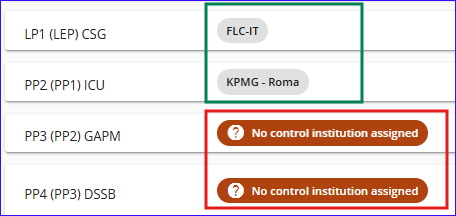 LP1 (LEP) CSG FLC-IT
PP2 (PP1) ICU KPMG - Roma
PP3 (PP2) GAPM ? No control institution assigned
PP4 (PP3) DSSB ? No control institution assigned